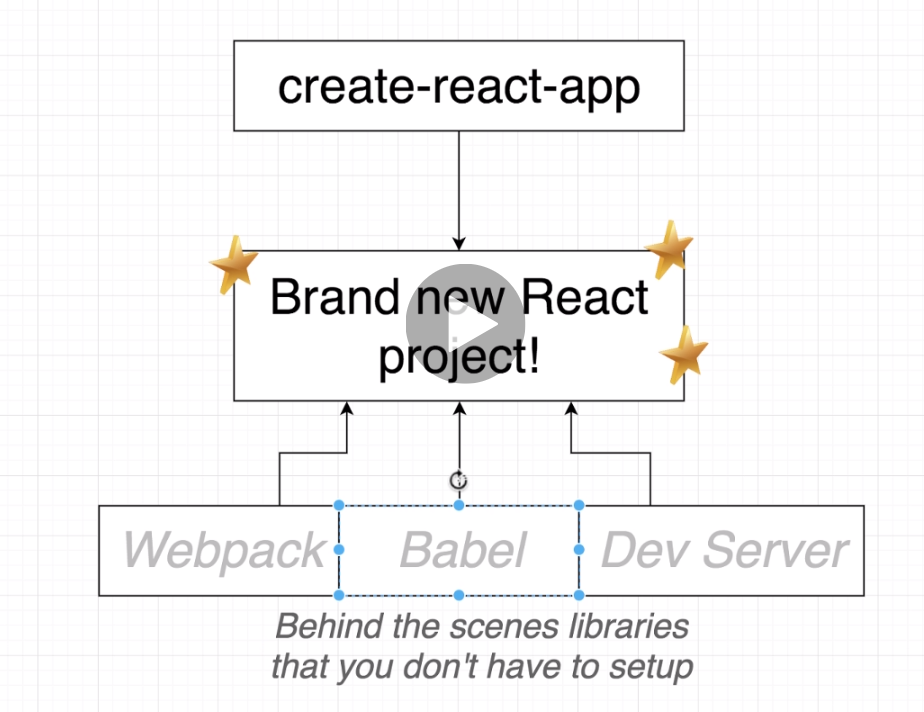 create-react-app
Brand new React
project!
Webpack
Babel
Dev Server
Behind the scenes libraries
that you don't have to setup